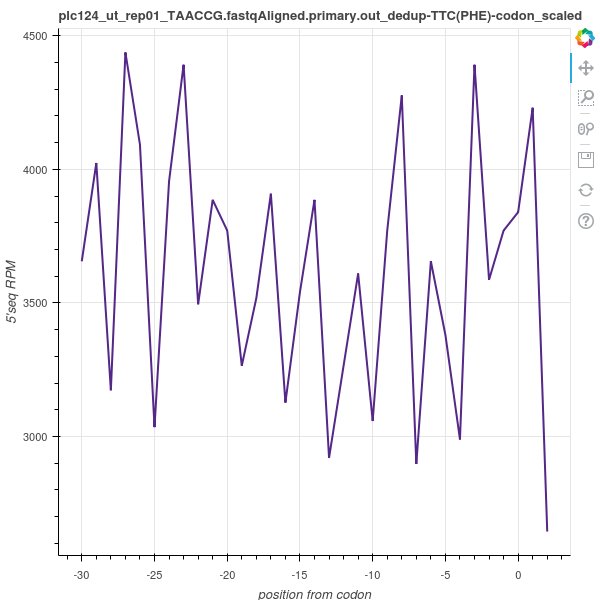 plc124_ut_rep01_TAACCG.fastqAligned.primary.out_dedup-TTC(PHE)-codon_scaled
4500
4000
3500
3000
5'seq RPM
-30 -25 -20 -15 -10 -5 0
position from codon